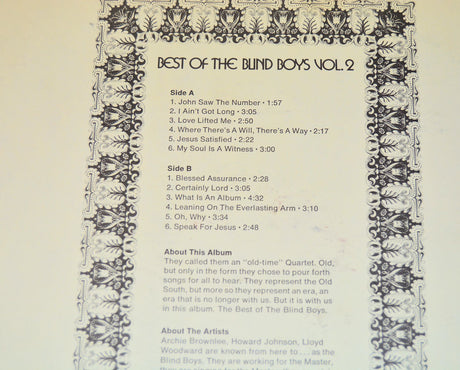 BEST OF THE BLIND BOYS VOL. 2
Side A
1. John Saw The Number • 1:57
2. I Ain't Got Long • 3:05
3. Love Lifted Me • 2:50
4. Where There's A Will, There's A Way • 2:17
5. Jesus Satisfied • 2:22
6. My Soul Is A Witness • 3:00
Side B
1. Blessed Assurance • 2:28
2. Certainly Lord • 3:05
3. What Is An Album • 4:32
4. Leaning On The Everlasting Arm • 3:10
5. Oh, Why • 3:34
6. Speak For Jesus • 2:48
About This Album
They called them an "old-time" Quartet. Old,
but only in the form they chose to pour forth
songs for all to hear. They represent the Old
South, but more so they represent an era, an
era that is no longer with us. But it is with us
in this album. The Best of The Blind Boys.
About The Artists
Archie Brownlee, Howard Johnson, Lloyd
Woodward are known from here to . . . as the
Blind Boys. They are working for the Master,